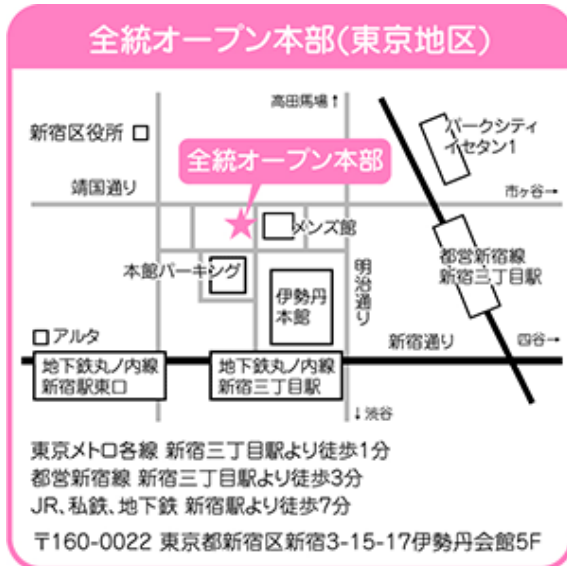 全統オープン本部(東京地区)
高田馬場↑
新宿区役所
パークシティ
イセタン1
全統オープン本部
靖国通り
市ヶ谷→
メンズ館
都営新宿線
新宿三丁目駅
本館パーキング
明治通り
伊勢丹
本館
アルタ
新宿通り
四谷→
地下鉄丸ノ内線
新宿駅東口
地下鉄丸ノ内線
新宿三丁目駅
↓渋谷
東京メトロ各線 新宿三丁目駅より徒歩1分
都営新宿線 新宿三丁目駅より徒歩3分
JR、私鉄、地下鉄 新宿駅より徒歩7分
〒160-0022 東京都新宿区新宿3-15-17伊勢丹会館5F